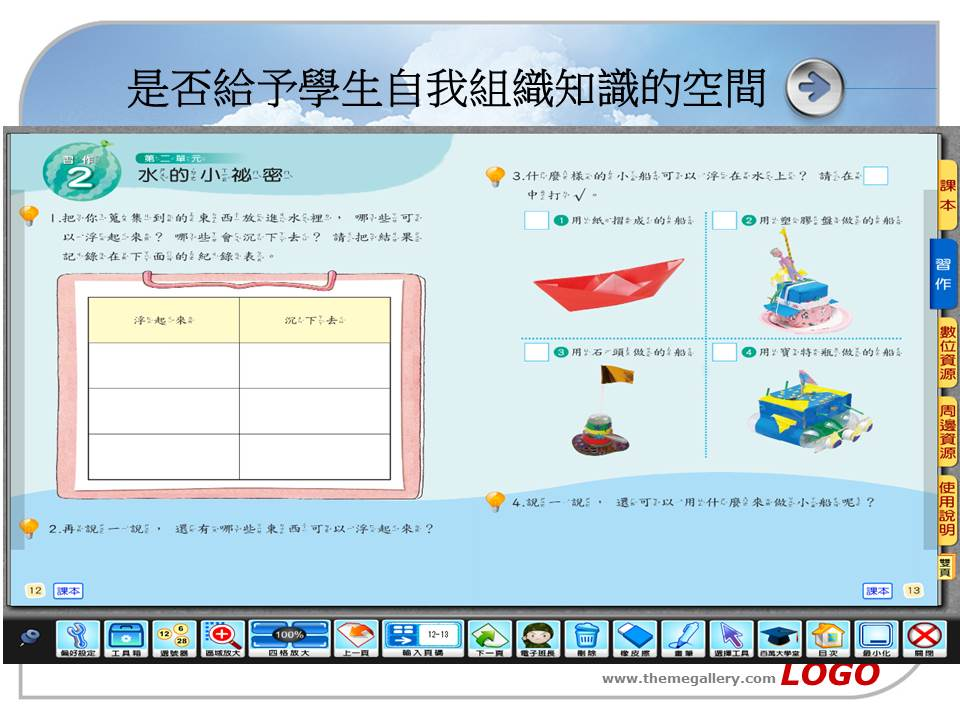 是否給予學生自我組織知識的空間
習作
2
第二單元
水的小祕密
1.把你蒐集到的東西放進水裡，哪些可
以浮起來？哪些會沉下去？請把結果
記錄在下面的紀錄表。
浮起來 沉下去
2.再說一說，還有哪些東西可以浮起來？
12 課本
3.什麼樣的小船可以浮在水上？請在
中打✓。
1 用紙摺成的船
2 用塑膠盤做的船
3 用石頭做的船
4 用寶特瓶做的船
4.說一說，還可以用什麼來做小船呢？
課本 13
課本
習作
數位資源
周邊資源
使用說明
雙頁
12 6 28
100%
12-13
偏好設定 工具箱 選號器 區域放大 四格放大 上一頁 輸入頁碼 下一頁 電子班長 刪除 橡皮擦 畫筆 選擇工具 百萬大學堂 目次 最小化 關閉
www.themegallery.com LOGO